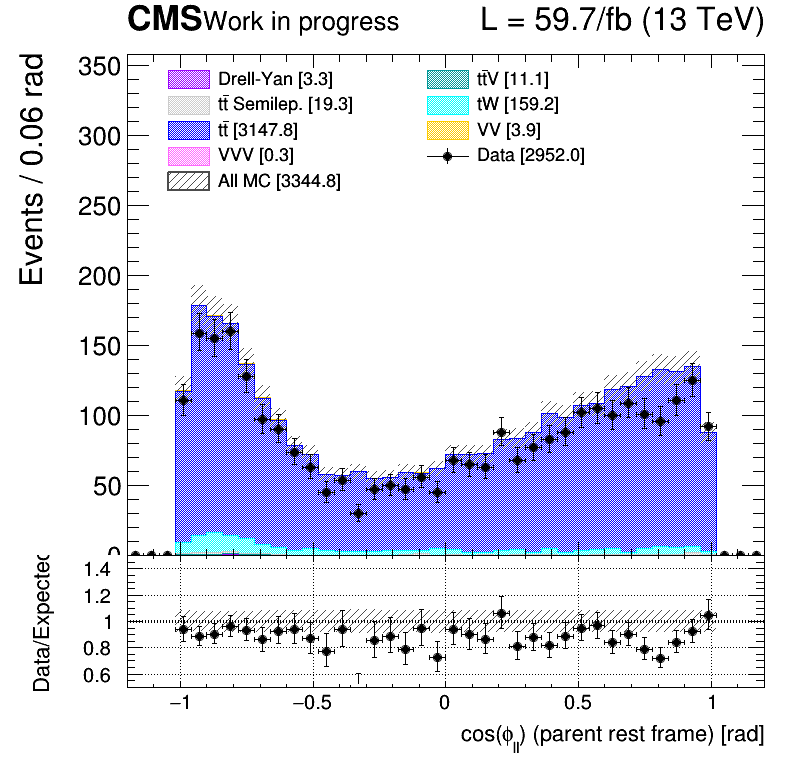 CMS Work in progress L = 59.7/fb (13 TeV)
Events / 0.06 rad
350
300
250
200
150
100
50
0
Drell-Yan [3.3]
tt̄ Semilep. [19.3]
tt̄ [3147.8]
VVV [0.3]
All MC [3344.8]
tt̄V [11.1]
tW [159.2]
VV [3.9]
Data [2952.0]
Data/Expected
1.4
1.2
1
0.8
0.6
−1 −0.5 0 0.5 1
cos(ϕ_ll) (parent rest frame) [rad]